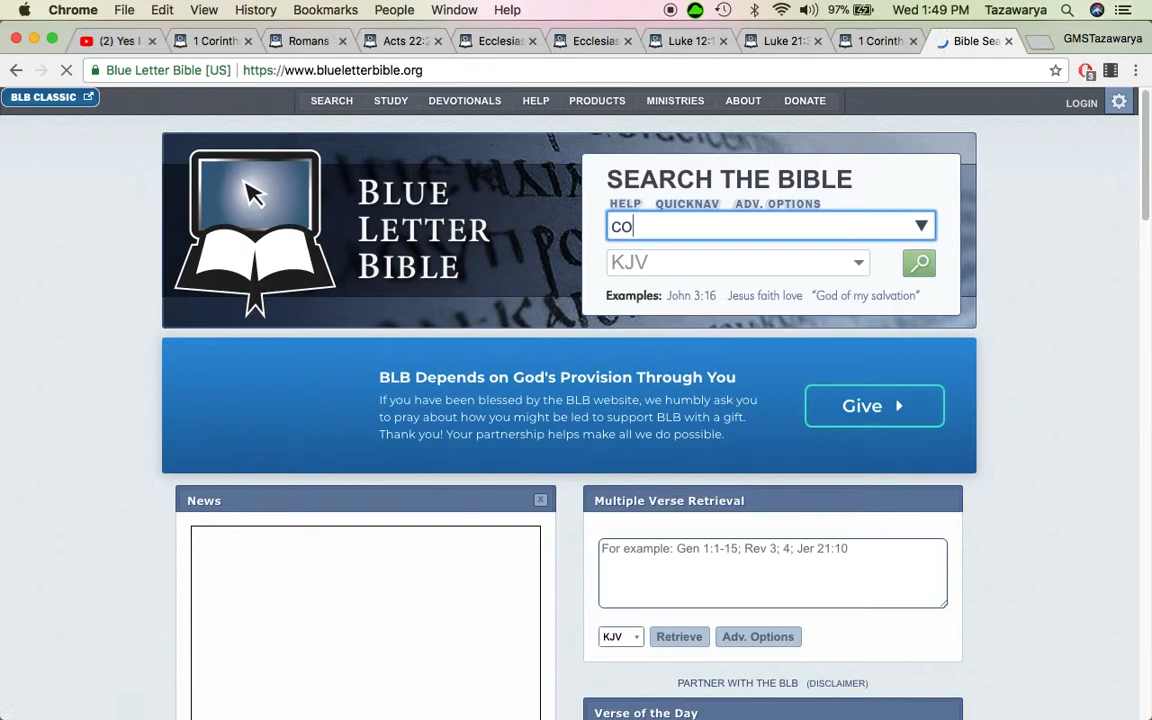 Chrome File Edit View History Bookmarks People Window Help 97% Wed 1:49 PM Tazawarya
(2) Yes I 1 Corinth Romans Acts 22:2 Ecclesias Ecclesias Luke 12:1 Luke 21:3 1 Corinth Bible Sea GMSTazawarya
Blue Letter Bible [US] https://www.blueletterbible.org
BLB CLASSIC SEARCH STUDY DEVOTIONALS HELP PRODUCTS MINISTRIES ABOUT DONATE LOGIN
BLUE
LETTER
BIBLE
SEARCH THE BIBLE
HELP QUICKNAV ADV. OPTIONS
co
KJV
Examples: John 3:16 Jesus faith love “God of my salvation”
BLB Depends on God's Provision Through You
If you have been blessed by the BLB website, we humbly ask you
to pray about how you might be led to support BLB with a gift.
Thank you! Your partnership helps make all we do possible.
Give
News X
Multiple Verse Retrieval
For example: Gen 1:1-15; Rev 3; 4; Jer 21:10
KJV Retrieve Adv. Options
PARTNER WITH THE BLB (DISCLAIMER)
Verse of the Day